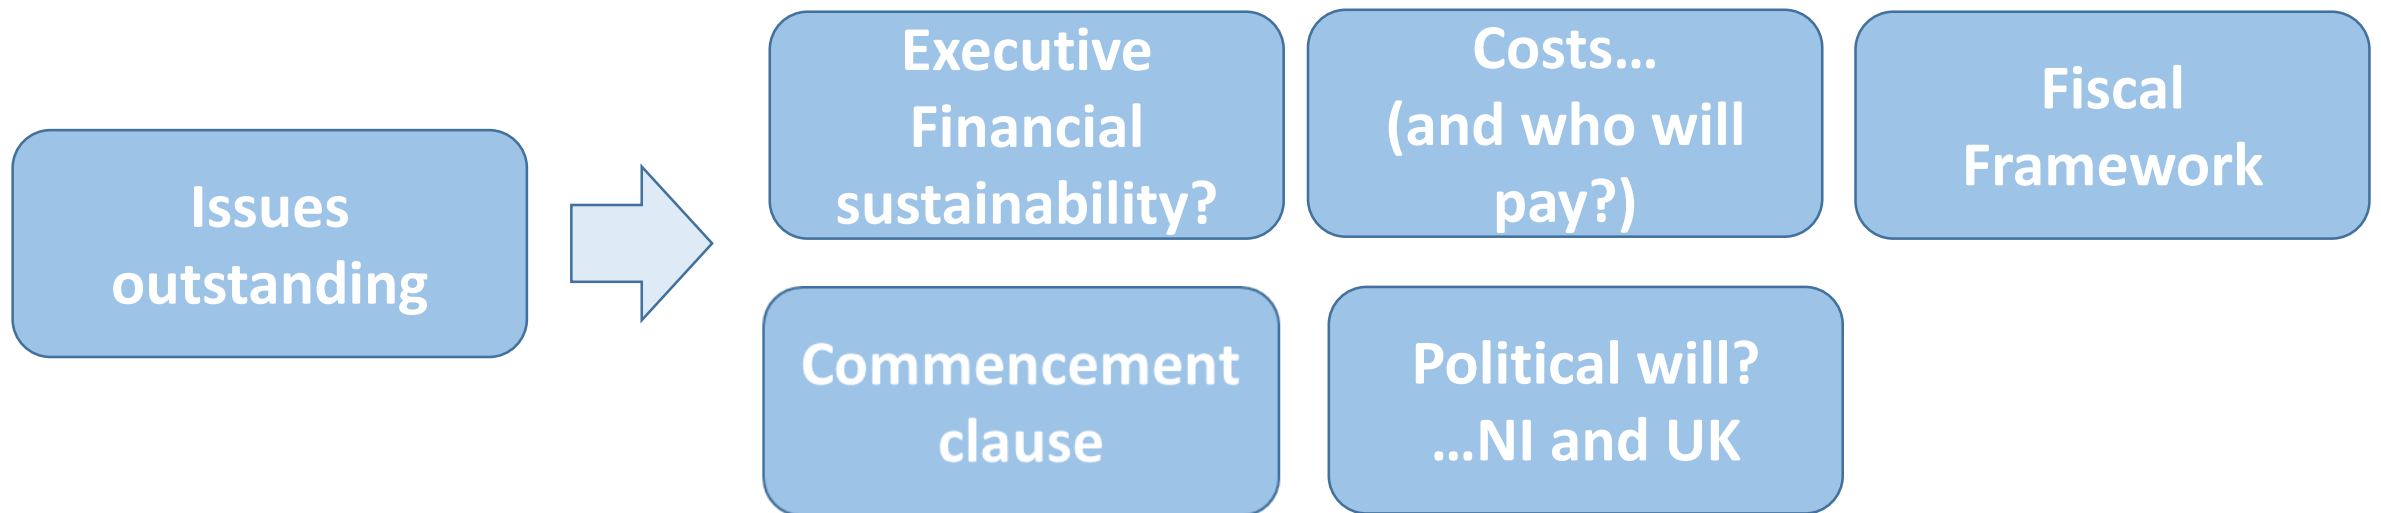 Issues
outstanding
Executive
Financial
sustainability?
Costs...
(and who will
pay?)
Fiscal
Framework
Commencement
clause
Political will?
...NI and UK